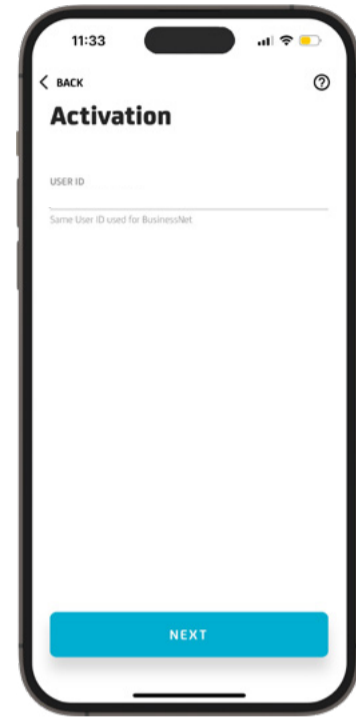 11:33
BACK
Activation
USER ID
Same User ID used for BusinessNet
NEXT